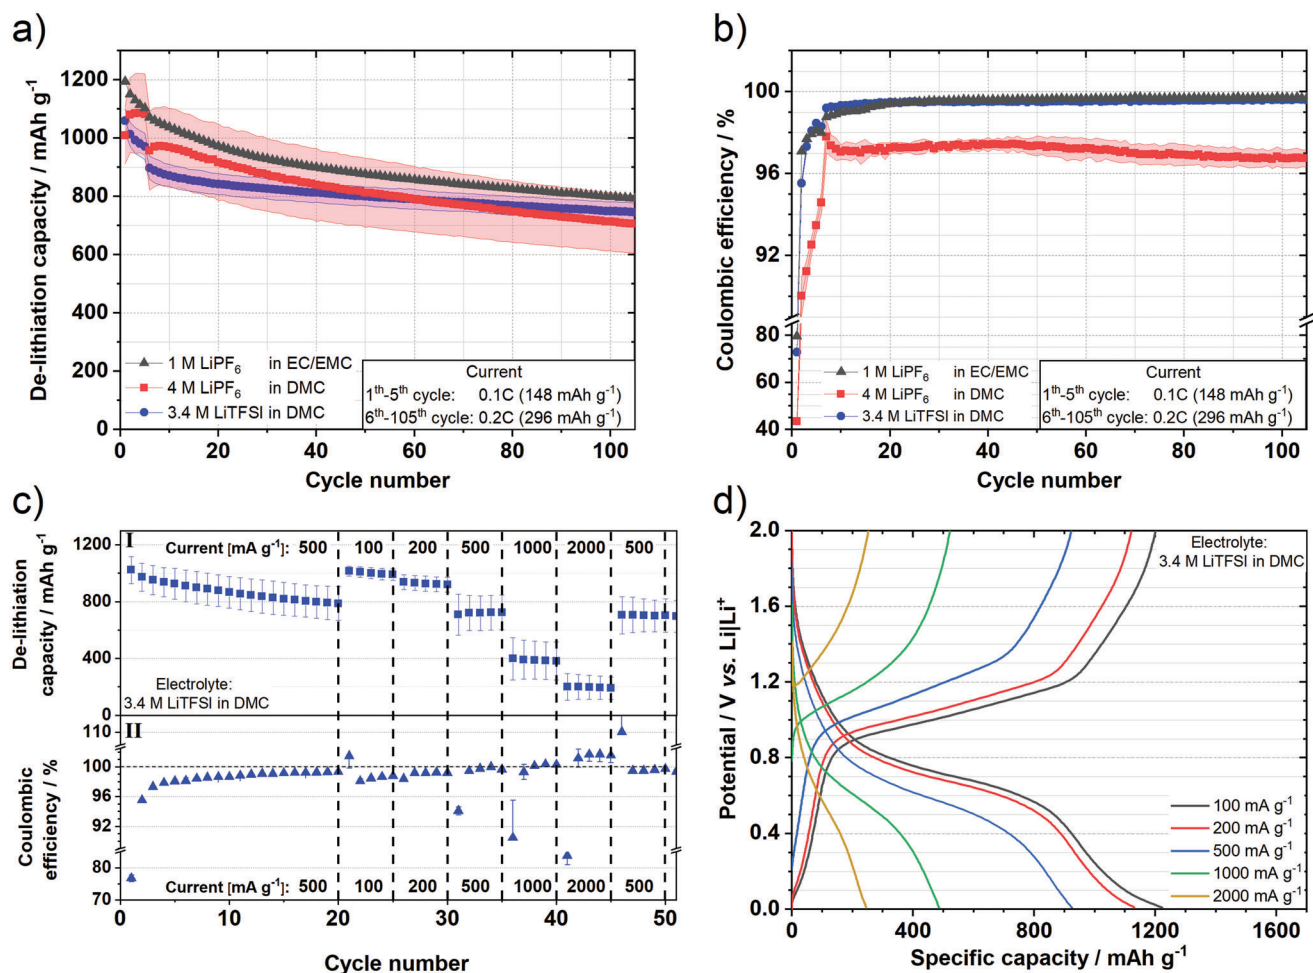 a)
De-lithiation capacity / mAh g⁻¹
1200
1000
800
600
400
200
0
1 M LiPF₆ in EC/EMC
4 M LiPF₆ in DMC
3.4 M LiTFSI in DMC
Current
1ᵗʰ-5ᵗʰ cycle: 0.1C (148 mAh g⁻¹)
6ᵗʰ-105ᵗʰ cycle: 0.2C (296 mAh g⁻¹)
0 20 40 60 80 100
Cycle number
b)
Coulombic efficiency / %
100
96
92
80
70
60
50
40
1 M LiPF₆ in EC/EMC
4 M LiPF₆ in DMC
3.4 M LiTFSI in DMC
Current
1ᵗʰ-5ᵗʰ cycle: 0.1C (148 mAh g⁻¹)
6ᵗʰ-105ᵗʰ cycle: 0.2C (296 mAh g⁻¹)
0 20 40 60 80 100
Cycle number
c)
De-lithiation
capacity / mAh g⁻¹
1200
800
400
0
I
Current [mA g⁻¹]: 500 100 200 500 1000 2000 500
Electrolyte:
3.4 M LiTFSI in DMC
II
Coulombic
efficiency / %
110
100
96
92
80
70
Current [mA g⁻¹]: 500 100 200 500 1000 2000 500
0 10 20 30 40 50
Cycle number
d)
Potential / V vs. Li|Li⁺
2.0
1.6
1.2
0.8
0.4
0.0
Electrolyte:
3.4 M LiTFSI in DMC
100 mA g⁻¹
200 mA g⁻¹
500 mA g⁻¹
1000 mA g⁻¹
2000 mA g⁻¹
0 400 800 1200 1600
Specific capacity / mAh g⁻¹